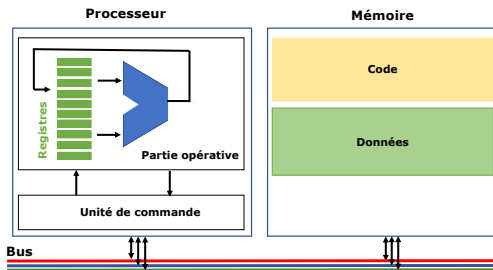 Processeur
Mémoire
Registres
Partie opérative
Unité de commande
Code
Données
Bus